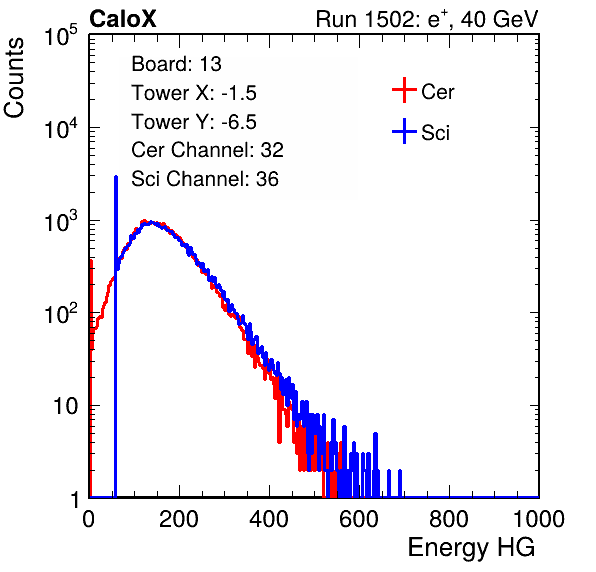 CaloX Run 1502: e⁺, 40 GeV
Counts
Board: 13
Tower X: -1.5
Tower Y: -6.5
Cer Channel: 32
Sci Channel: 36
Cer
Sci
10⁵
10⁴
10³
10²
10
1
0 200 400 600 800 1000
Energy HG